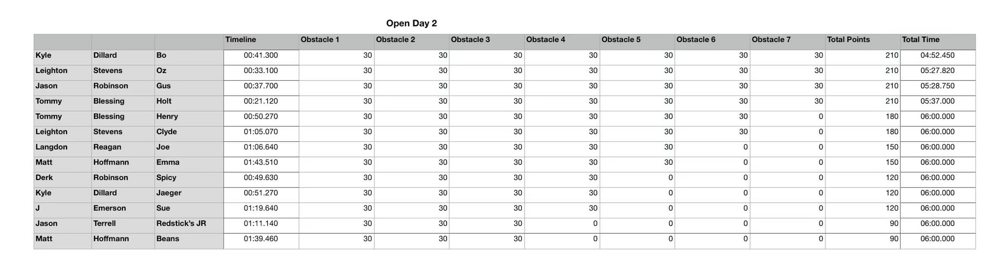 Open Day 2
Timeline Obstacle 1 Obstacle 2 Obstacle 3 Obstacle 4 Obstacle 5 Obstacle 6 Obstacle 7 Total Points Total Time
Kyle Dillard Bo 00:41.300 30 30 30 30 30 30 30 210 04:52.450
Leighton Stevens Oz 00:33.100 30 30 30 30 30 30 30 210 05:27.820
Jason Robinson Gus 00:37.700 30 30 30 30 30 30 30 210 05:28.750
Tommy Blessing Holt 00:21.120 30 30 30 30 30 30 30 210 05:37.000
Tommy Blessing Henry 00:50.270 30 30 30 30 30 30 0 180 06:00.000
Leighton Stevens Clyde 01:05.070 30 30 30 30 30 30 0 180 06:00.000
Langdon Reagan Joe 01:06.640 30 30 30 30 30 0 0 150 06:00.000
Matt Hoffmann Emma 01:43.510 30 30 30 30 30 0 0 150 06:00.000
Derk Robinson Spicy 00:49.630 30 30 30 30 0 0 0 120 06:00.000
Kyle Dillard Jaeger 00:51.270 30 30 30 30 0 0 0 120 06:00.000
J Emerson Sue 01:19.640 30 30 30 30 0 0 0 120 06:00.000
Jason Terrell Redstick’s JR 01:11.140 30 30 30 0 0 0 0 90 06:00.000
Matt Hoffmann Beans 01:39.460 30 30 30 0 0 0 0 90 06:00.000